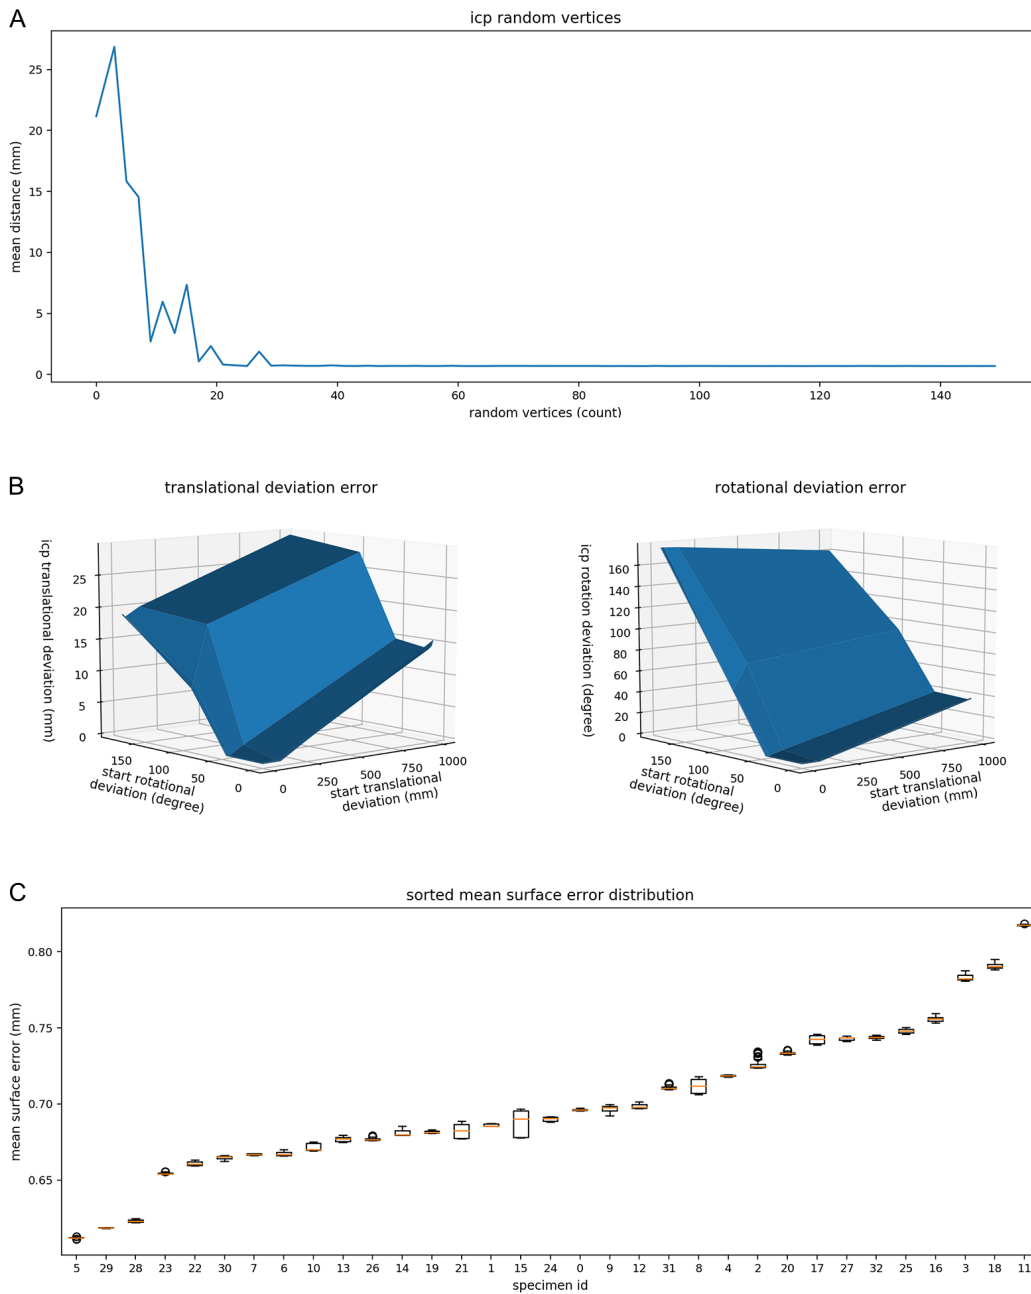 A
icp random vertices
mean distance (mm)
25
20
15
10
5
0
0 20 40 60 80 100 120 140
random vertices (count)
B
translational deviation error
icp translational deviation (mm)
25
20
15
10
5
0
150 100 50 0
start rotational
deviation (degree)
0 250 500 750 1000
start translational
deviation (mm)
rotational deviation error
icp rotation deviation (degree)
160
140
120
100
80
60
40
20
0
150 100 50 0
start rotational
deviation (degree)
0 250 500 750 1000
start translational
deviation (mm)
C
sorted mean surface error distribution
mean surface error (mm)
0.80
0.75
0.70
0.65
5 29 28 23 22 30 7 6 10 13 26 14 19 21 1 15 24 0 9 12 31 8 4 2 20 17 27 32 25 16 3 18 11
specimen id